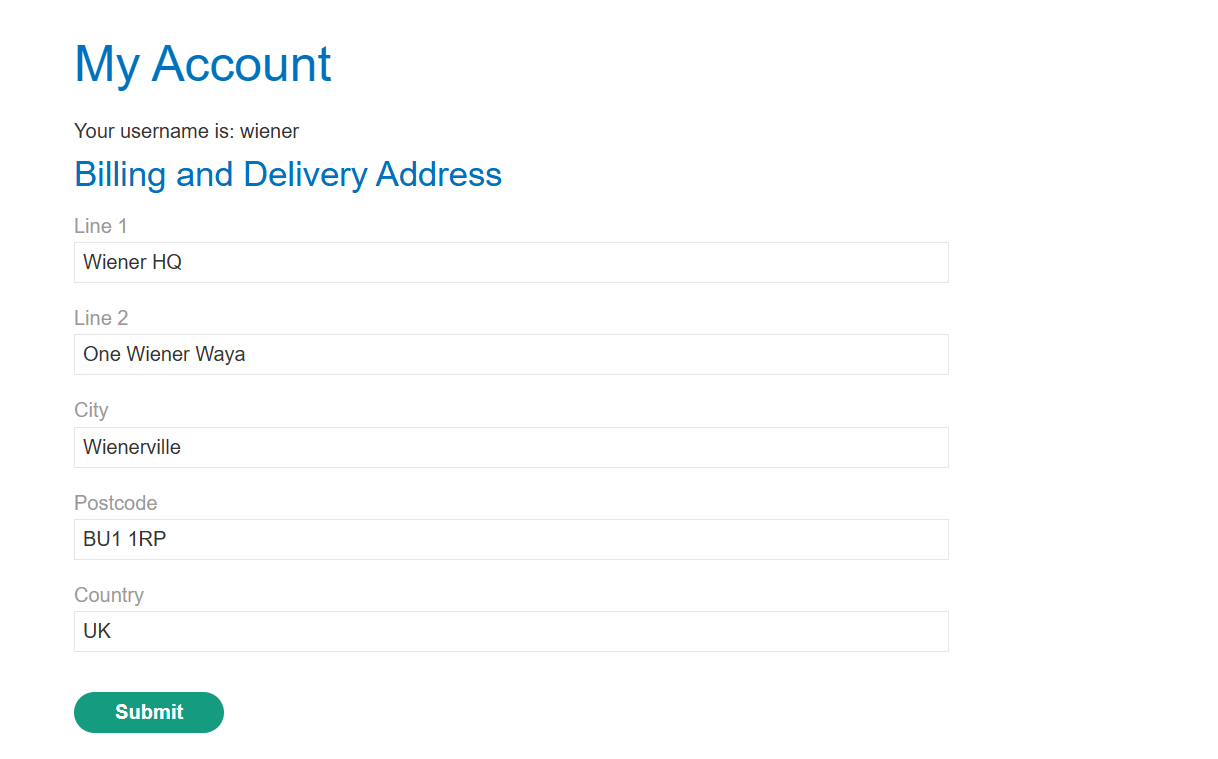 My Account
Your username is: wiener
Billing and Delivery Address
Line 1
Wiener HQ
Line 2
One Wiener Waya
City
Wienerville
Postcode
BU1 1RP
Country
UK
Submit